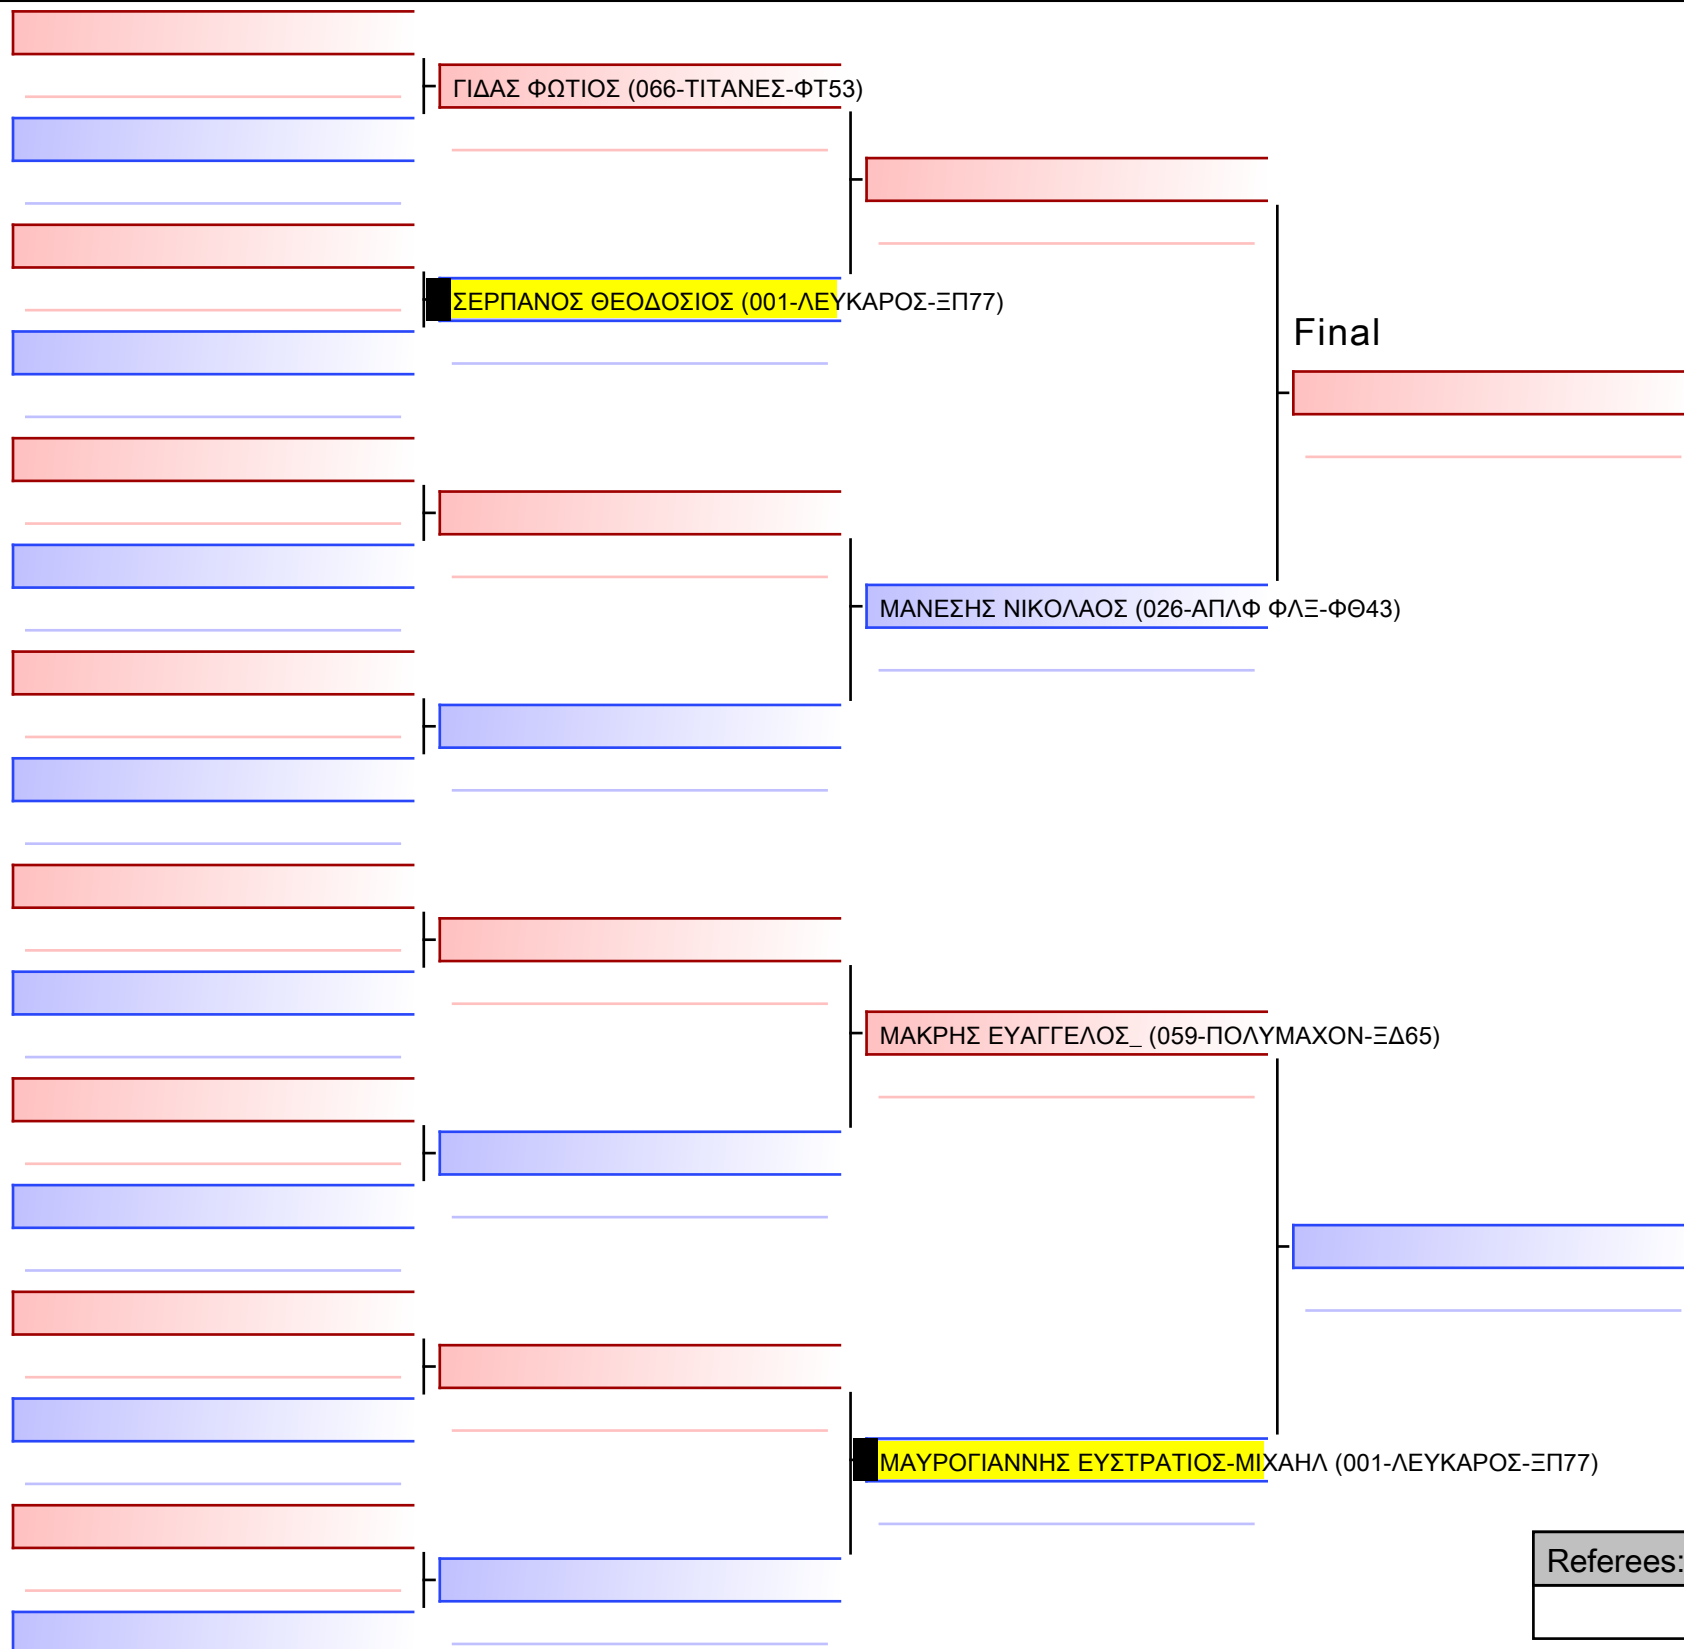 ΓΙΔΑΣ ΦΩΤΙΟΣ (066-ΤΙΤΑΝΕΣ-ΦΤ53)
ΣΕΡΠΑΝΟΣ ΘΕΟΔΟΣΙΟΣ (001-ΛΕΥΚΑΡΟΣ-ΞΠ77)
Final
ΜΑΝΕΣΗΣ ΝΙΚΟΛΑΟΣ (026-ΑΠΛΦ ΦΛΞ-ΦΘ43)
ΜΑΚΡΗΣ ΕΥΑΓΓΕΛΟΣ_ (059-ΠΟΛΥΜΑΧΟΝ-ΞΔ65)
ΜΑΥΡΟΓΙΑΝΝΗΣ ΕΥΣΤΡΑΤΙΟΣ-ΜΙΧΑΗΛ (001-ΛΕΥΚΑΡΟΣ-ΞΠ77)
Referees: